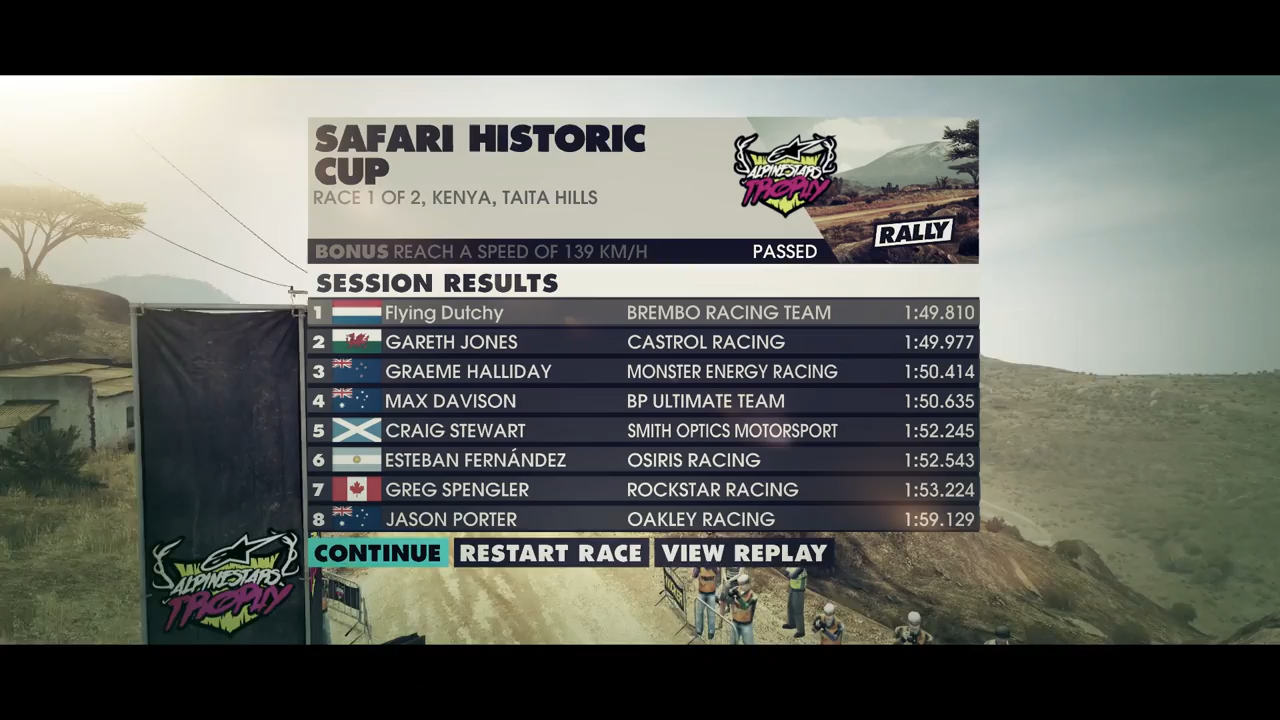 SAFARI HISTORIC
CUP
RACE 1 OF 2, KENYA, TAITA HILLS
ALPINESTARS
TROPHY
RALLY
BONUS REACH A SPEED OF 139 KM/H PASSED
SESSION RESULTS
1 Flying Dutchy BREMBO RACING TEAM 1:49.810
2 GARETH JONES CASTROL RACING 1:49.977
3 GRAEME HALLIDAY MONSTER ENERGY RACING 1:50.414
4 MAX DAVISON BP ULTIMATE TEAM 1:50.635
5 CRAIG STEWART SMITH OPTICS MOTORSPORT 1:52.245
6 ESTEBAN FERNÁNDEZ OSIRIS RACING 1:52.543
7 GREG SPENGLER ROCKSTAR RACING 1:53.224
8 JASON PORTER OAKLEY RACING 1:59.129
CONTINUE RESTART RACE VIEW REPLAY
ALPINESTARS
TROPHY